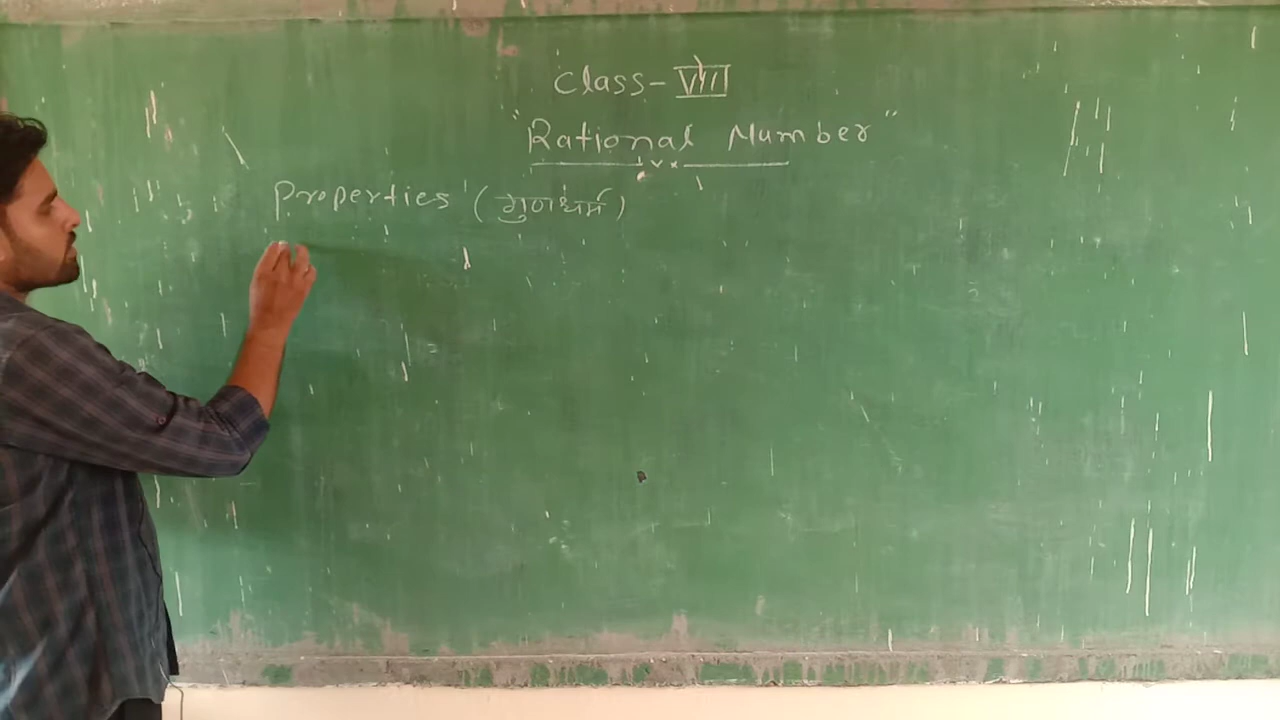 Class-VIII
"Rational Number"
Properties (गुणधर्म)